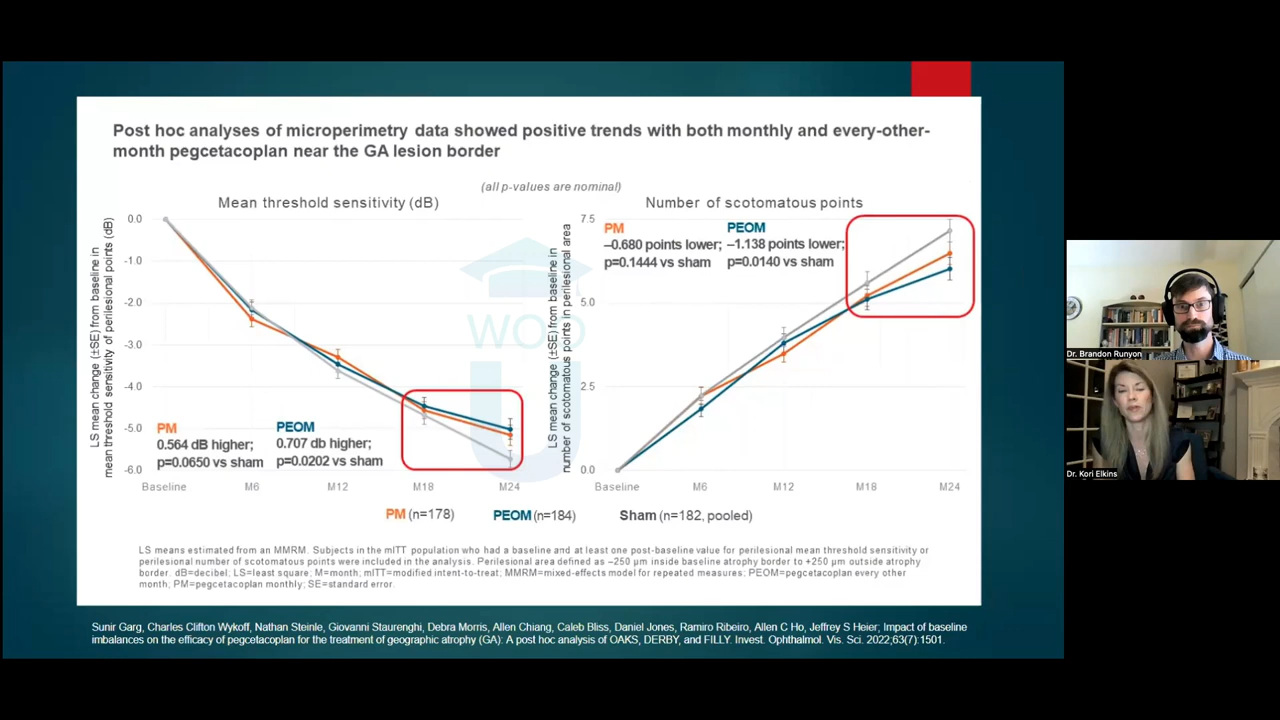 Post hoc analyses of microperimetry data showed positive trends with both monthly and every-other-
month pegcetacoplan near the GA lesion border
(all p-values are nominal)
Mean threshold sensitivity (dB)
LS mean change (±SE) from baseline in
mean threshold sensitivity of perilesional points (dB)
0.0
-1.0
-2.0
-3.0
-4.0
-5.0
-6.0
PM
0.564 dB higher;
p=0.0650 vs sham
PEOM
0.707 db higher;
p=0.0202 vs sham
Baseline
M6
M12
M18
M24
Number of scotomatous points
LS mean change (±SE) from baseline in
number of scotomatous points in perilesional area
7.5
5.0
2.5
0.0
PM
–0.680 points lower;
p=0.1444 vs sham
PEOM
–1.138 points lower;
p=0.0140 vs sham
Baseline
M6
M12
M18
M24
WOO
U
PM (n=178)
PEOM (n=184)
Sham (n=182, pooled)
LS means estimated from an MMRM. Subjects in the mITT population who had a baseline and at least one post-baseline value for perilesional mean threshold sensitivity or
perilesional number of scotomatous points were included in the analysis. Perilesional area defined as –250 µm inside baseline atrophy border to +250 µm outside atrophy
border. dB=decibel; LS=least square; M=month; mITT=modified intent-to-treat; MMRM=mixed-effects model for repeated measures; PEOM=pegcetacoplan every other
month; PM=pegcetacoplan monthly; SE=standard error.
Sunir Garg, Charles Clifton Wykoff, Nathan Steinle, Giovanni Staurenghi, Debra Morris, Allen Chiang, Caleb Bliss, Daniel Jones, Ramiro Ribeiro, Allen C Ho, Jeffrey S Heier; Impact of baseline
imbalances on the efficacy of pegcetacoplan for the treatment of geographic atrophy (GA): A post hoc analysis of OAKS, DERBY, and FILLY. Invest. Ophthalmol. Vis. Sci. 2022;63(7):1501.
Dr. Brandon Runyon
Dr. Kori Elkins